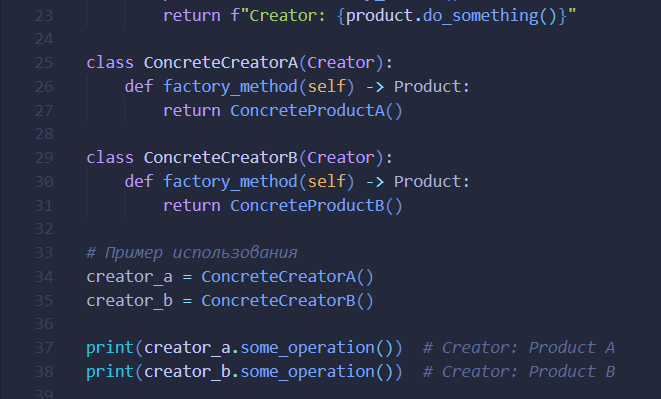 23 return f"Creator: {product.do_something()}"
24
25 class ConcreteCreatorA(Creator):
26 def factory_method(self) -> Product:
27 return ConcreteProductA()
28
29 class ConcreteCreatorB(Creator):
30 def factory_method(self) -> Product:
31 return ConcreteProductB()
32
33 # Пример использования
34 creator_a = ConcreteCreatorA()
35 creator_b = ConcreteCreatorB()
36
37 print(creator_a.some_operation()) # Creator: Product A
38 print(creator_b.some_operation()) # Creator: Product B
39